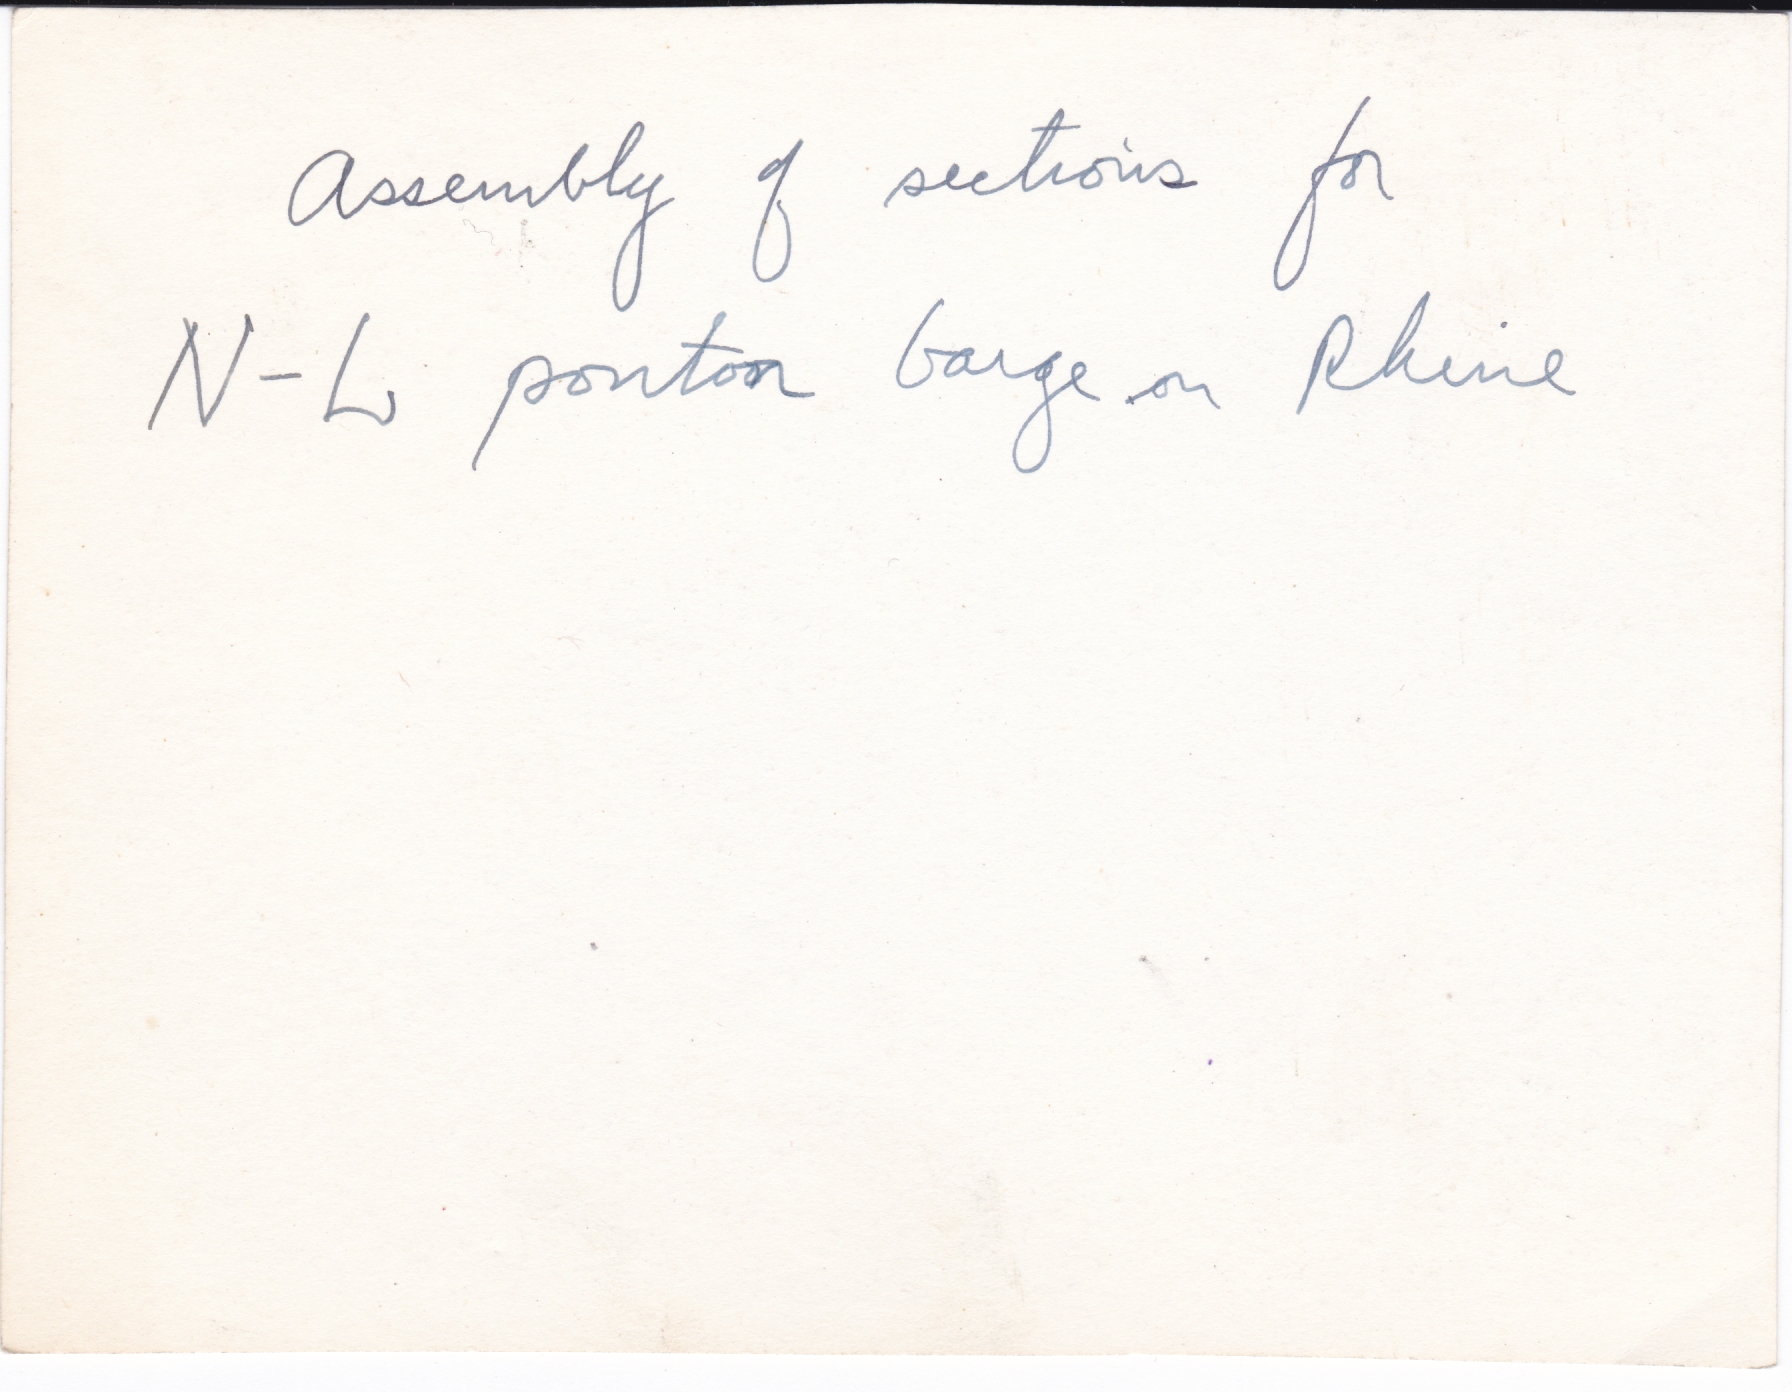 Assembly of sections for
N-L ponton barge on Rhine